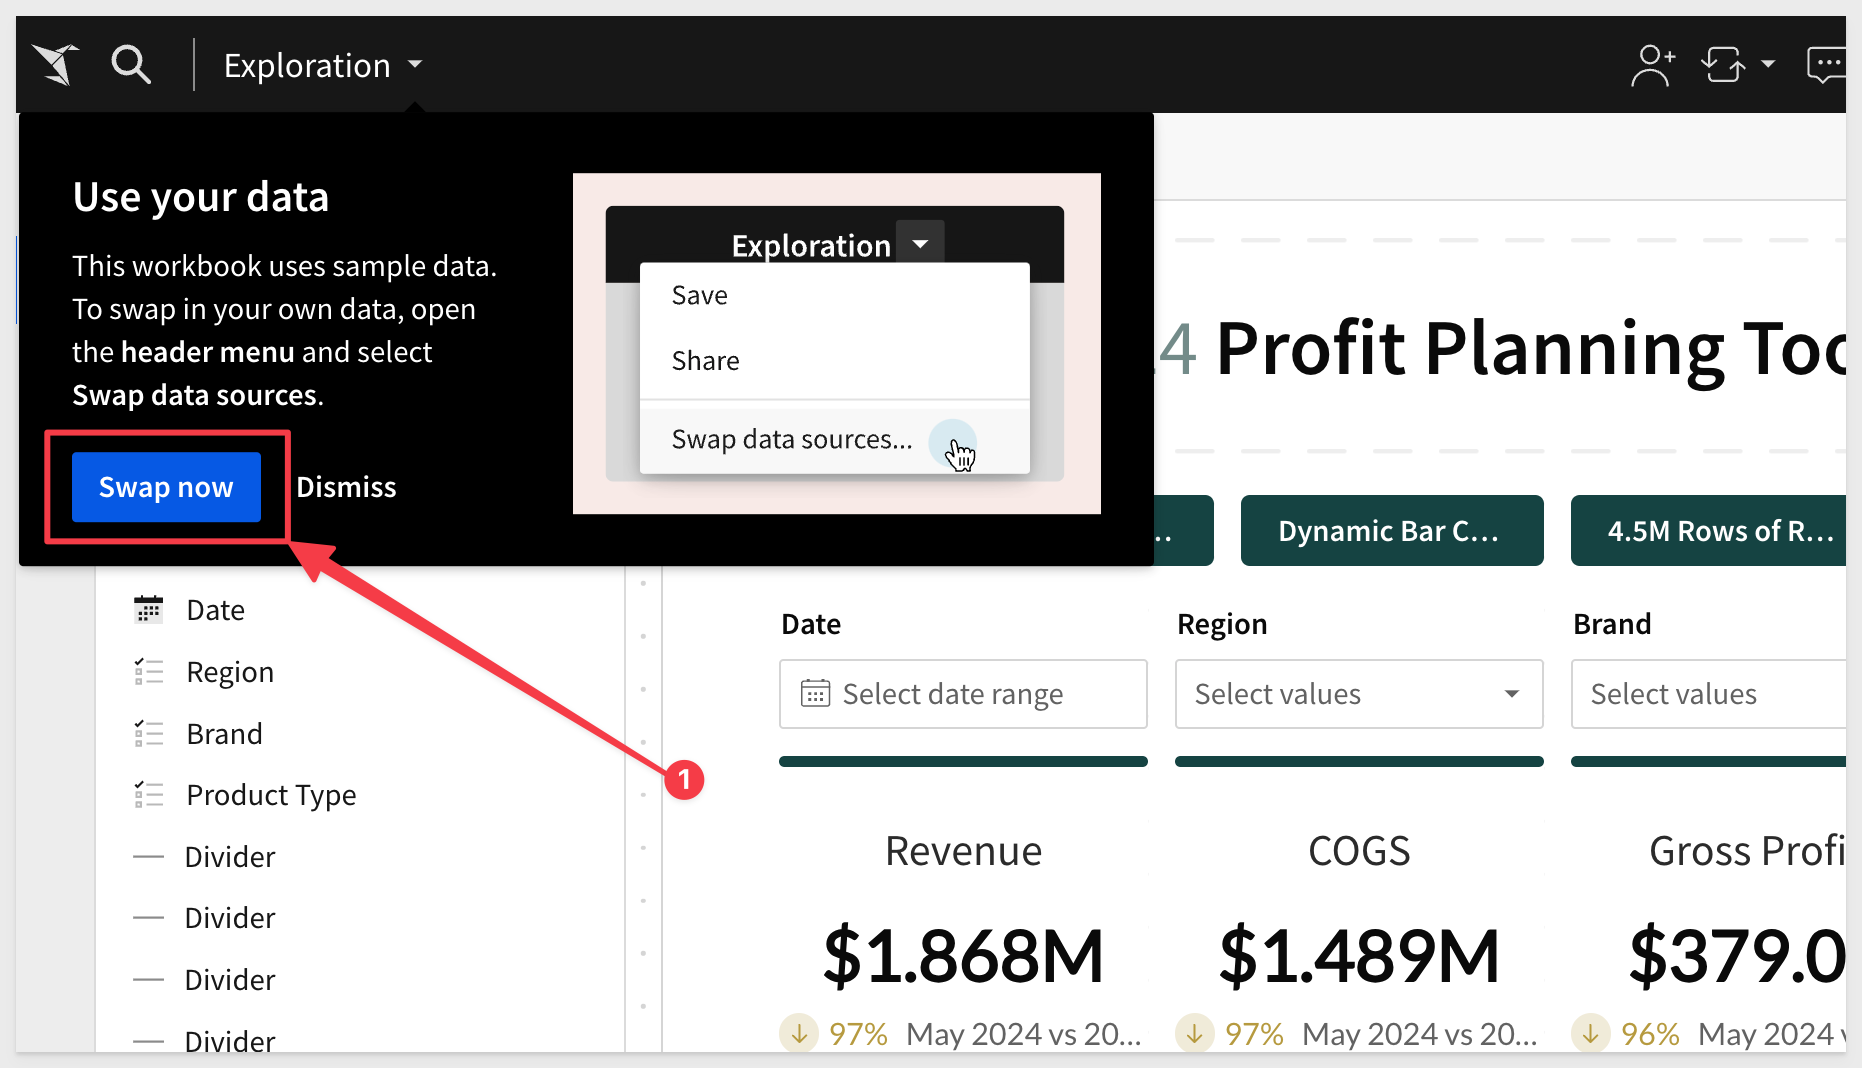 Exploration
Use your data
This workbook uses sample data.
To swap in your own data, open
the header menu and select
Swap data sources.
Swap now
Dismiss
Exploration
Save
Share
Swap data sources...
4 Profit Planning Too
...
Dynamic Bar C...
4.5M Rows of R...
Date
Region
Brand
Product Type
Divider
Divider
Divider
Divider
1
Date
Region
Brand
Select date range
Select values
Select values
Revenue
COGS
Gross Profi
$1.868M
$1.489M
$379.0
97% May 2024 vs 20...
97% May 2024 vs 20...
96% May 2024 v